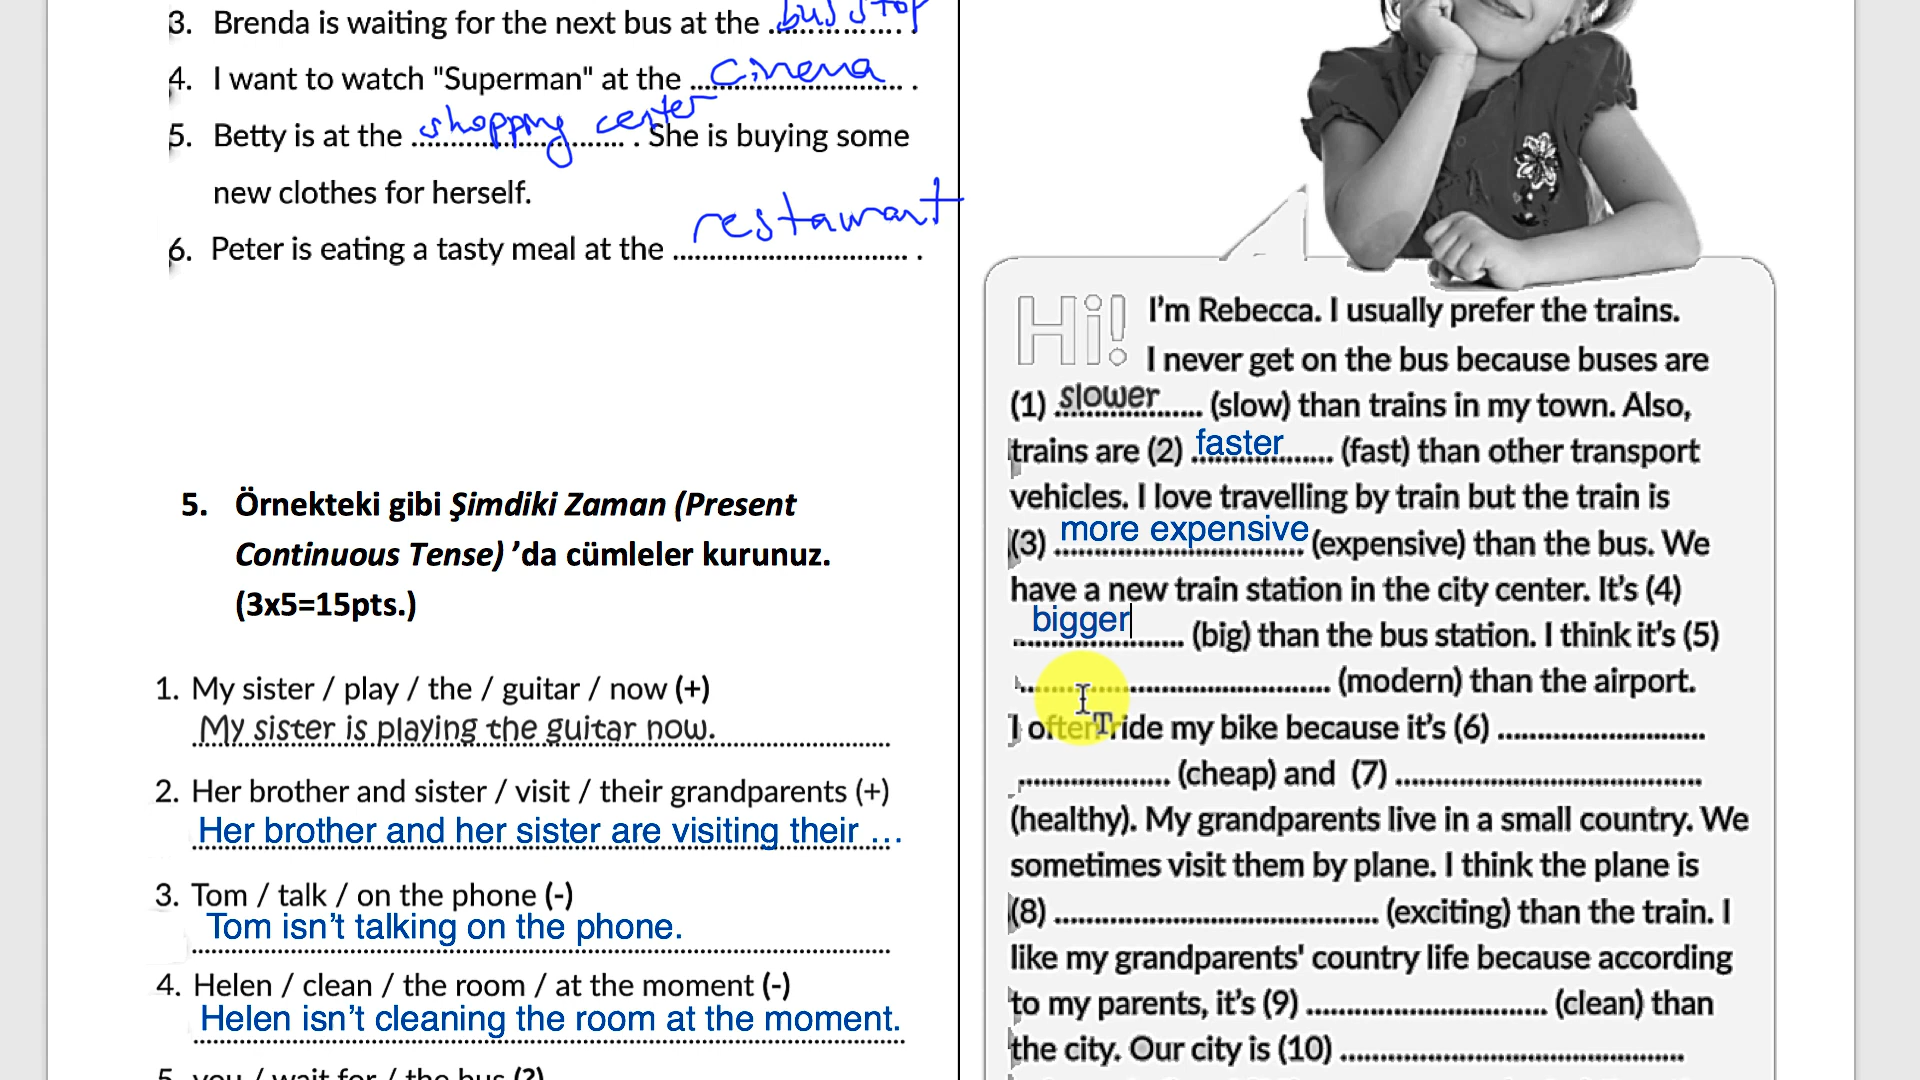 3. Brenda is waiting for the next bus at the bus stop .
4. I want to watch "Superman" at the cinema .
5. Betty is at the shopping center . She is buying some
new clothes for herself.
6. Peter is eating a tasty meal at the restaurant .
5. Örnekteki gibi Şimdiki Zaman (Present
Continuous Tense) ’da cümleler kurunuz.
(3x5=15pts.)
1. My sister / play / the / guitar / now (+)
My sister is playing the guitar now.
2. Her brother and sister / visit / their grandparents (+)
Her brother and her sister are visiting their ...
3. Tom / talk / on the phone (-)
Tom isn’t talking on the phone.
4. Helen / clean / the room / at the moment (-)
Helen isn’t cleaning the room at the moment.
5. you / wait for / the bus (?)
Hi! I’m Rebecca. I usually prefer the trains.
I never get on the bus because buses are
(1) slower (slow) than trains in my town. Also,
trains are (2) faster (fast) than other transport
vehicles. I love travelling by train but the train is
(3) more expensive (expensive) than the bus. We
have a new train station in the city center. It’s (4)
bigger (big) than the bus station. I think it’s (5)
(modern) than the airport.
I often ride my bike because it’s (6)
(cheap) and (7)
(healthy). My grandparents live in a small country. We
sometimes visit them by plane. I think the plane is
(8) (exciting) than the train. I
like my grandparents' country life because according
to my parents, it’s (9) (clean) than
the city. Our city is (10)